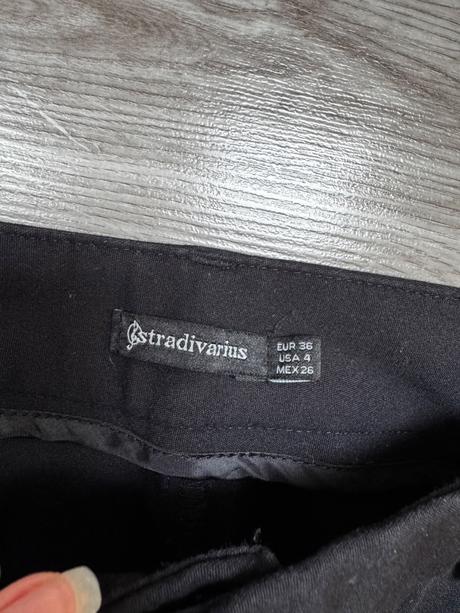 stradivarius
EUR 36
USA 4
MEX 26